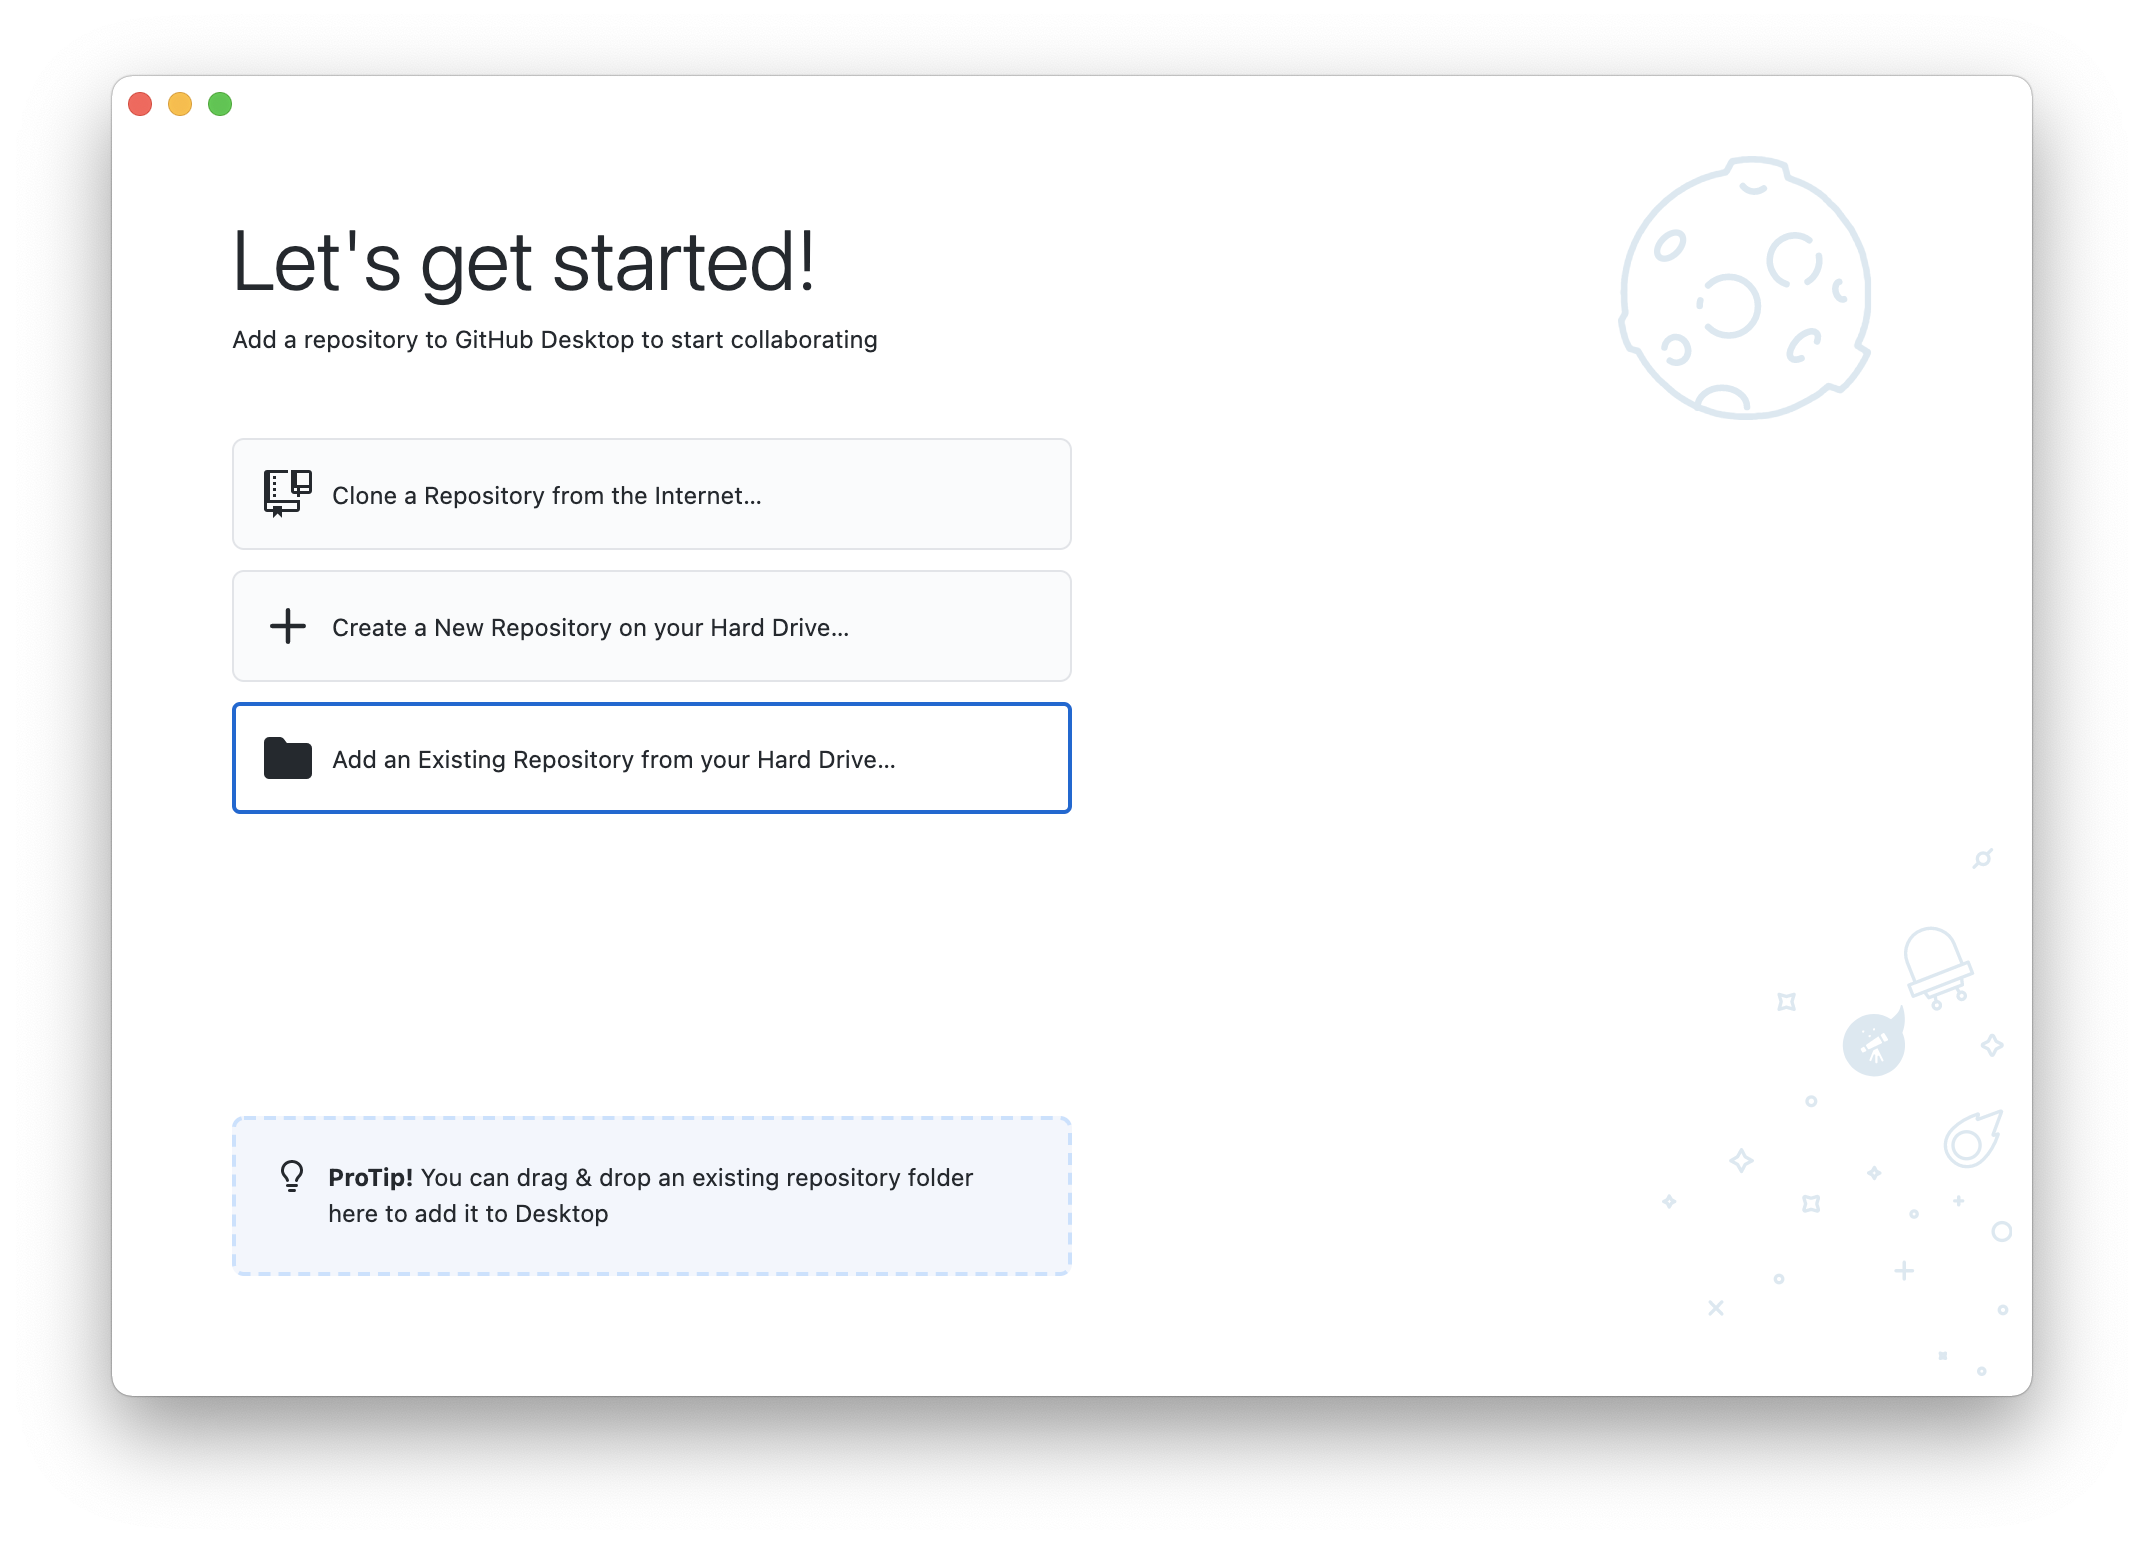 Let's get started!
Add a repository to GitHub Desktop to start collaborating
Clone a Repository from the Internet...
Create a New Repository on your Hard Drive...
Add an Existing Repository from your Hard Drive...
ProTip! You can drag & drop an existing repository folder
here to add it to Desktop